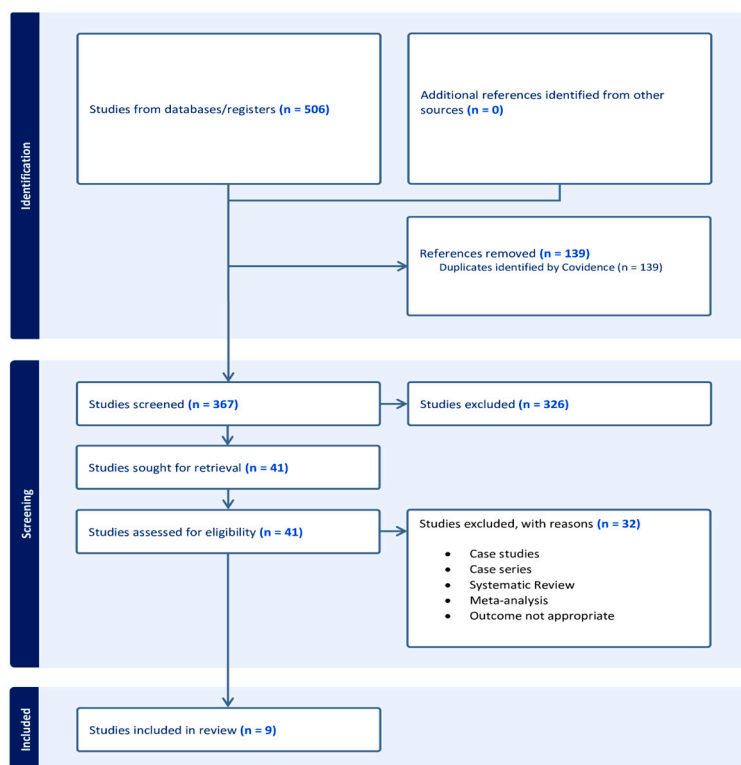 Identification
Studies from databases/registers (n = 506)
Additional references identified from other
sources (n = 0)
References removed (n = 139)
Duplicates identified by Covidence (n = 139)
Screening
Studies screened (n = 367)
Studies excluded (n = 326)
Studies sought for retrieval (n = 41)
Studies assessed for eligibility (n = 41)
Studies excluded, with reasons (n = 32)
• Case studies
• Case series
• Systematic Review
• Meta-analysis
• Outcome not appropriate
Included
Studies included in review (n = 9)